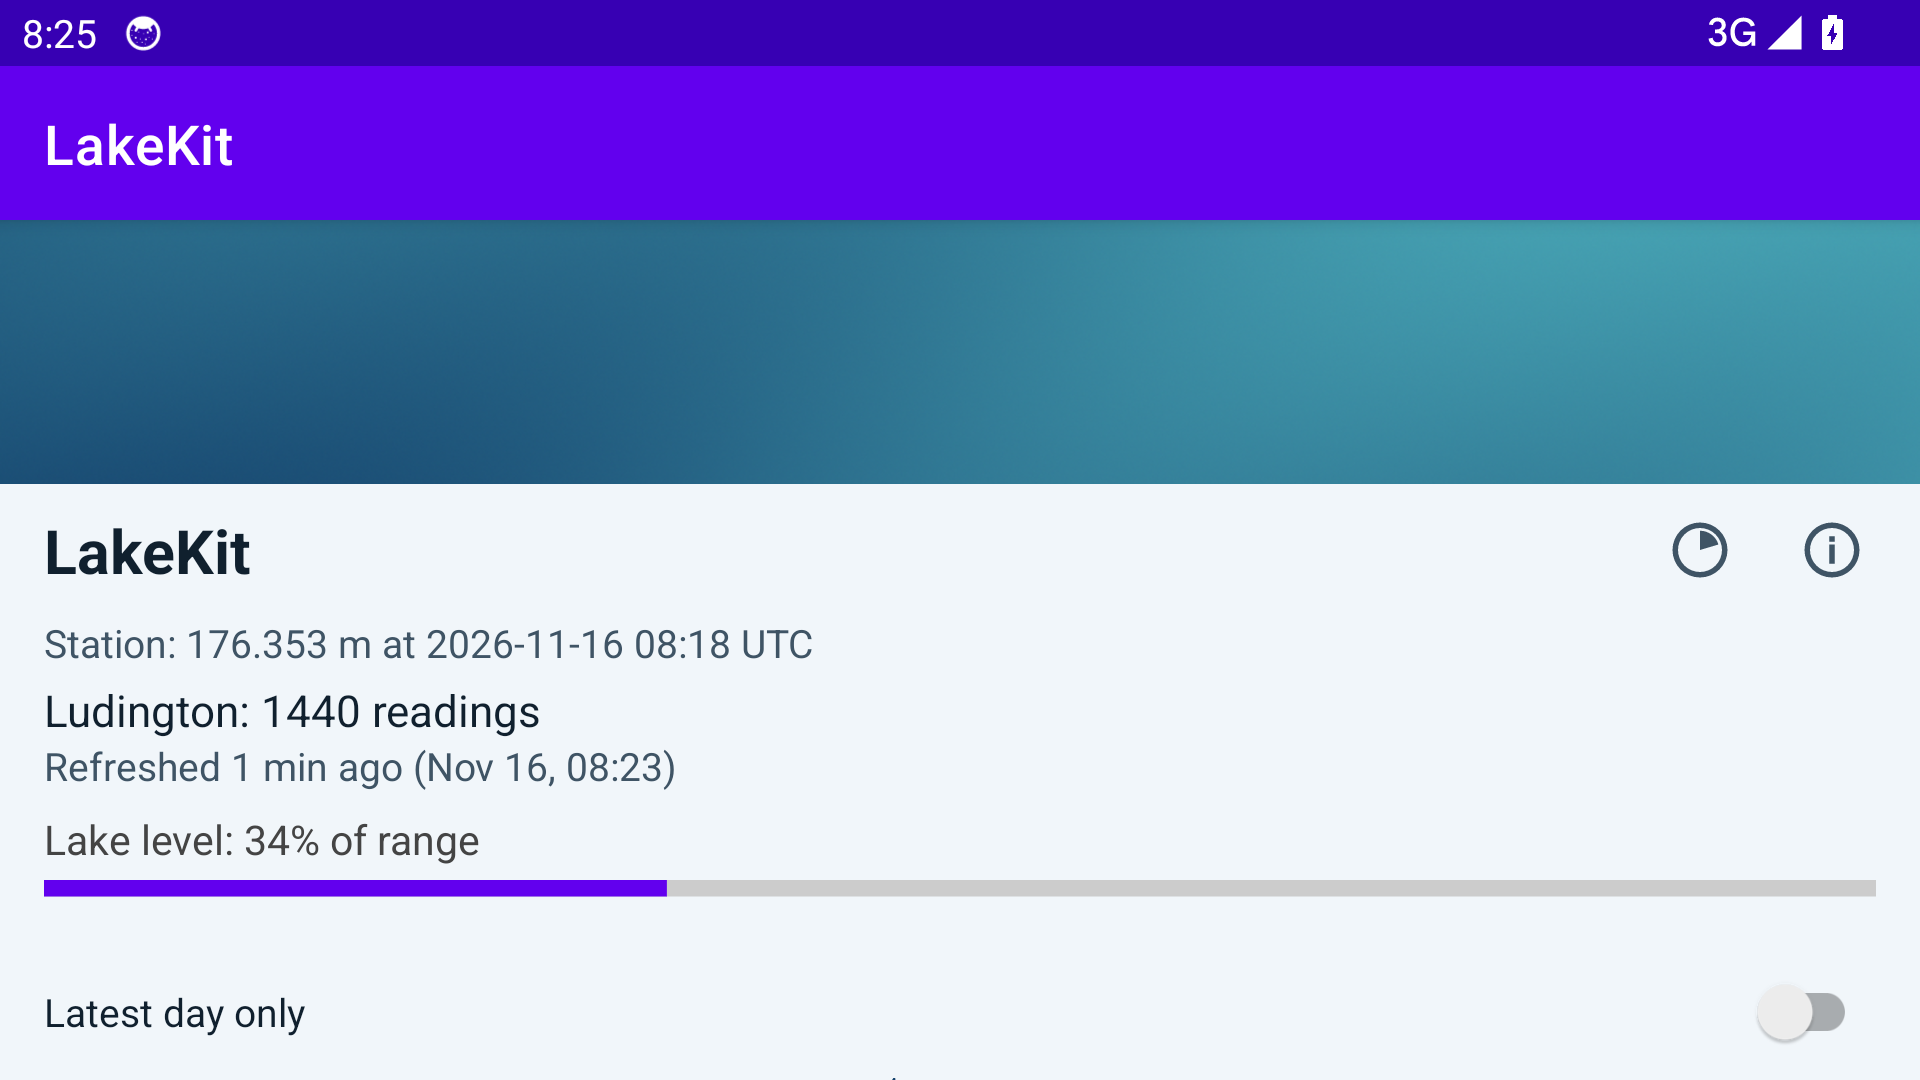 8:25 3G
LakeKit
LakeKit
Station: 176.353 m at 2026-11-16 08:18 UTC
Ludington: 1440 readings
Refreshed 1 min ago (Nov 16, 08:23)
Lake level: 34% of range
Latest day only